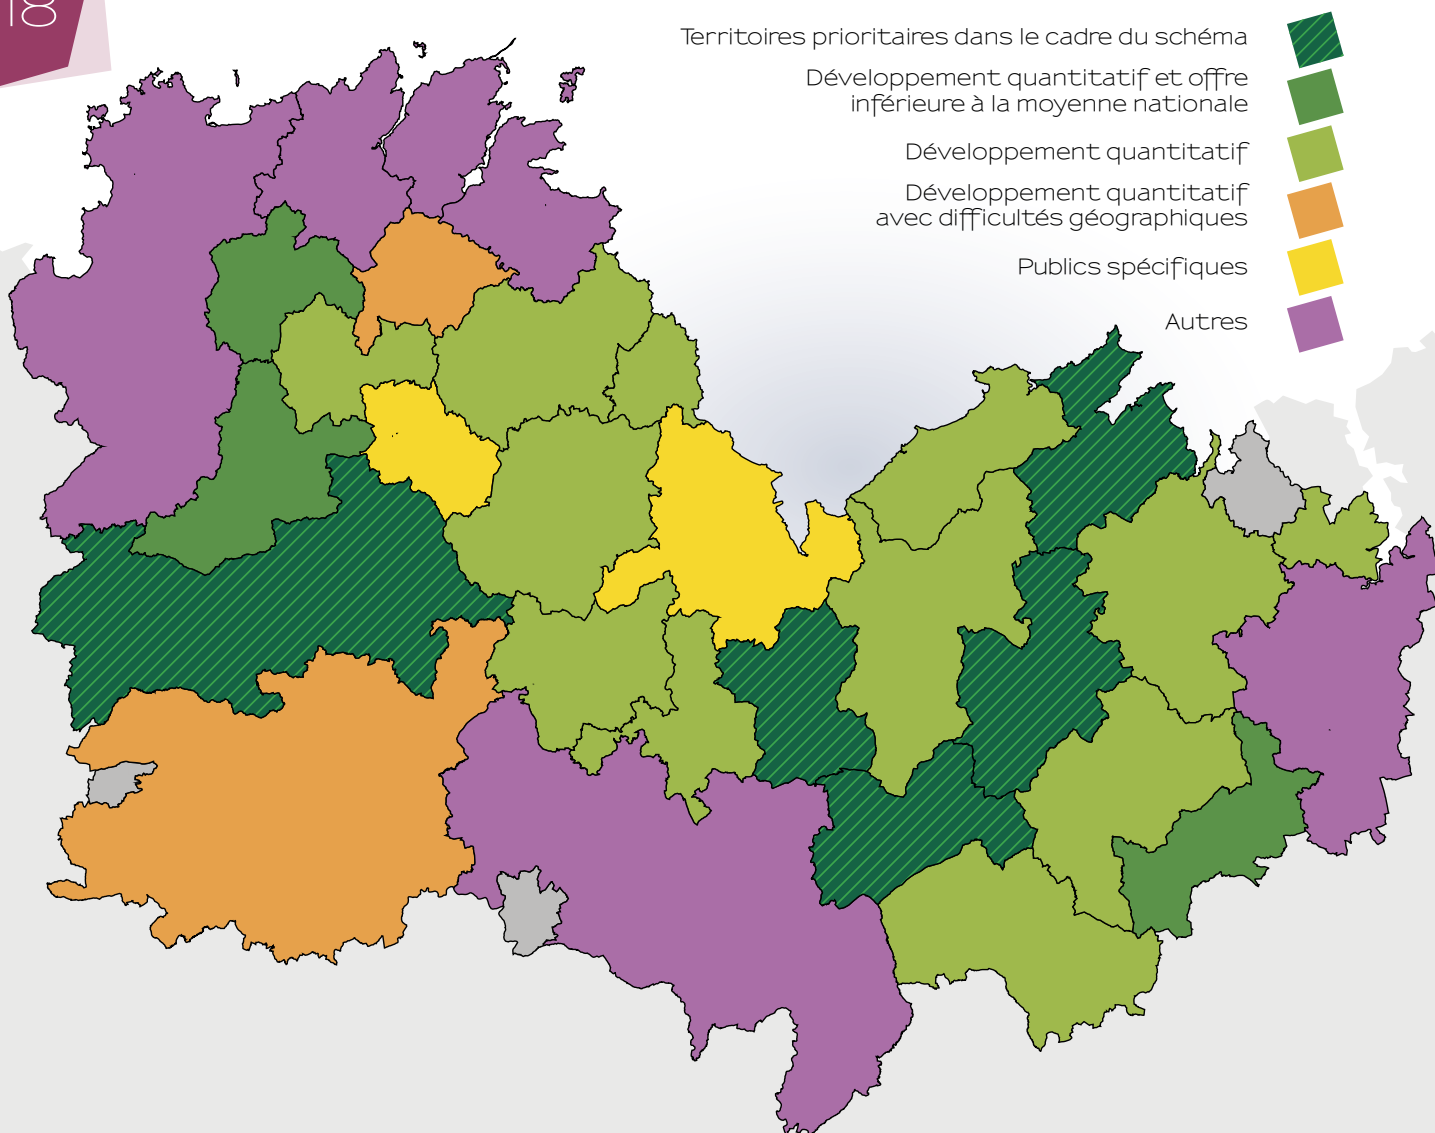 18
Territoires prioritaires dans le cadre du schéma
Développement quantitatif et offre
inférieure à la moyenne nationale
Développement quantitatif
Développement quantitatif
avec difficultés géographiques
Publics spécifiques
Autres